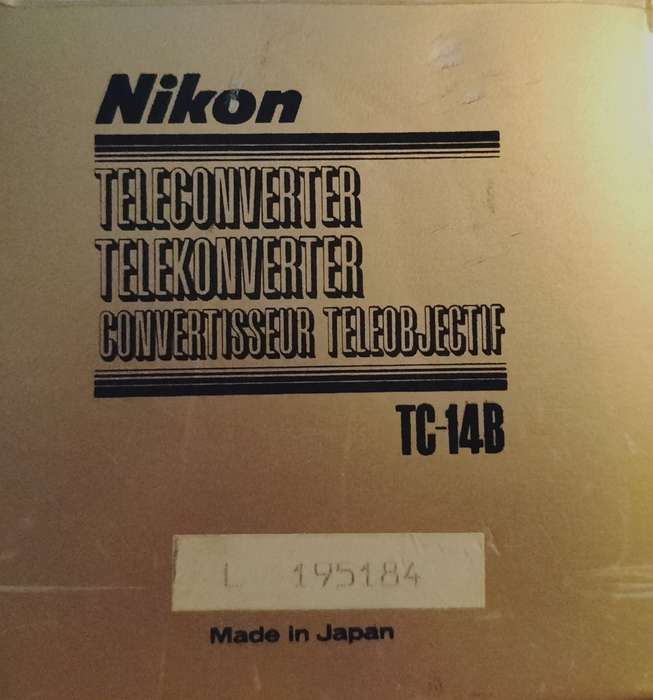 Nikon
TELECONVERTER
TELEKONVERTER
CONVERTISSEUR TELEOBJECTIF
TC-14B
L 195184
Made in Japan